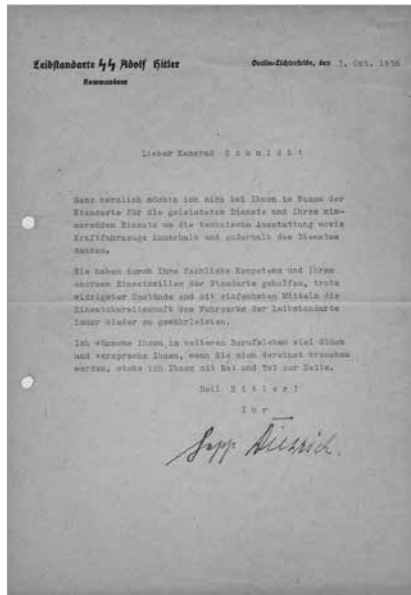 Leibstandarte SS Adolf Hitler
Berlin-Lichterfelde, den 3. Okt. 1936
Kommandeur
Lieber Kamerad S c h m i d t !
Ganz herzlich möchte ich mich bei Ihnen im Namen der
Standarte für die geleisteten Dienste und Ihren nim-
mermüden Einsatz um die technische Ausstattung sowie
Kraftfahrzeuge innerhalb und außerhalb des Dienstes
danken.
Sie haben durch Ihre fachliche Kompetenz und Ihren
enormen Einsatzwillen der Standarte geholfen, trotz
widrigster Umstände und mit einfachsten Mitteln die
Einsatzbereitschaft des Fuhrparks der Leibstandarte
immer wieder zu gewährleisten.
Ich wünsche Ihnen im weiteren Berufsleben viel Glück
und verspreche Ihnen, wenn Sie mich dereinst brauchen
werden, stehe ich Ihnen mit Rat und Tat zur Seite.
Heil H i t l e r !
I h r
Sepp Dietrich.